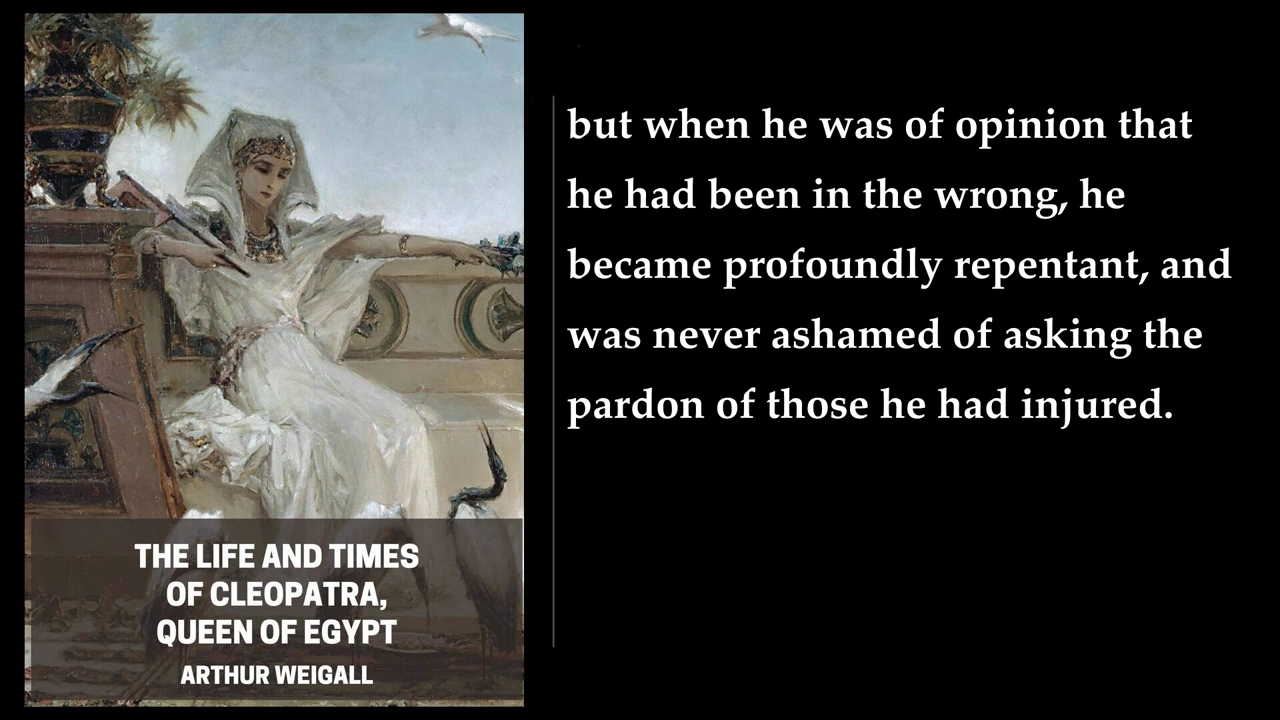 but when he was of opinion that
he had been in the wrong, he
became profoundly repentant, and
was never ashamed of asking the
pardon of those he had injured.
THE LIFE AND TIMES
OF CLEOPATRA,
QUEEN OF EGYPT
ARTHUR WEIGALL